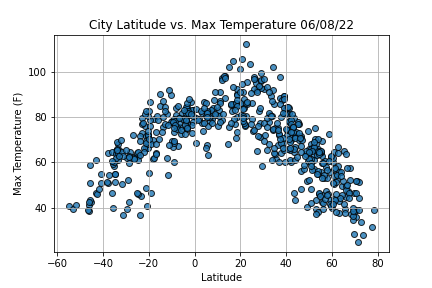 City Latitude vs. Max Temperature 06/08/22
Max Temperature (F)
100
80
60
40
−60 −40 −20 0 20 40 60 80
Latitude